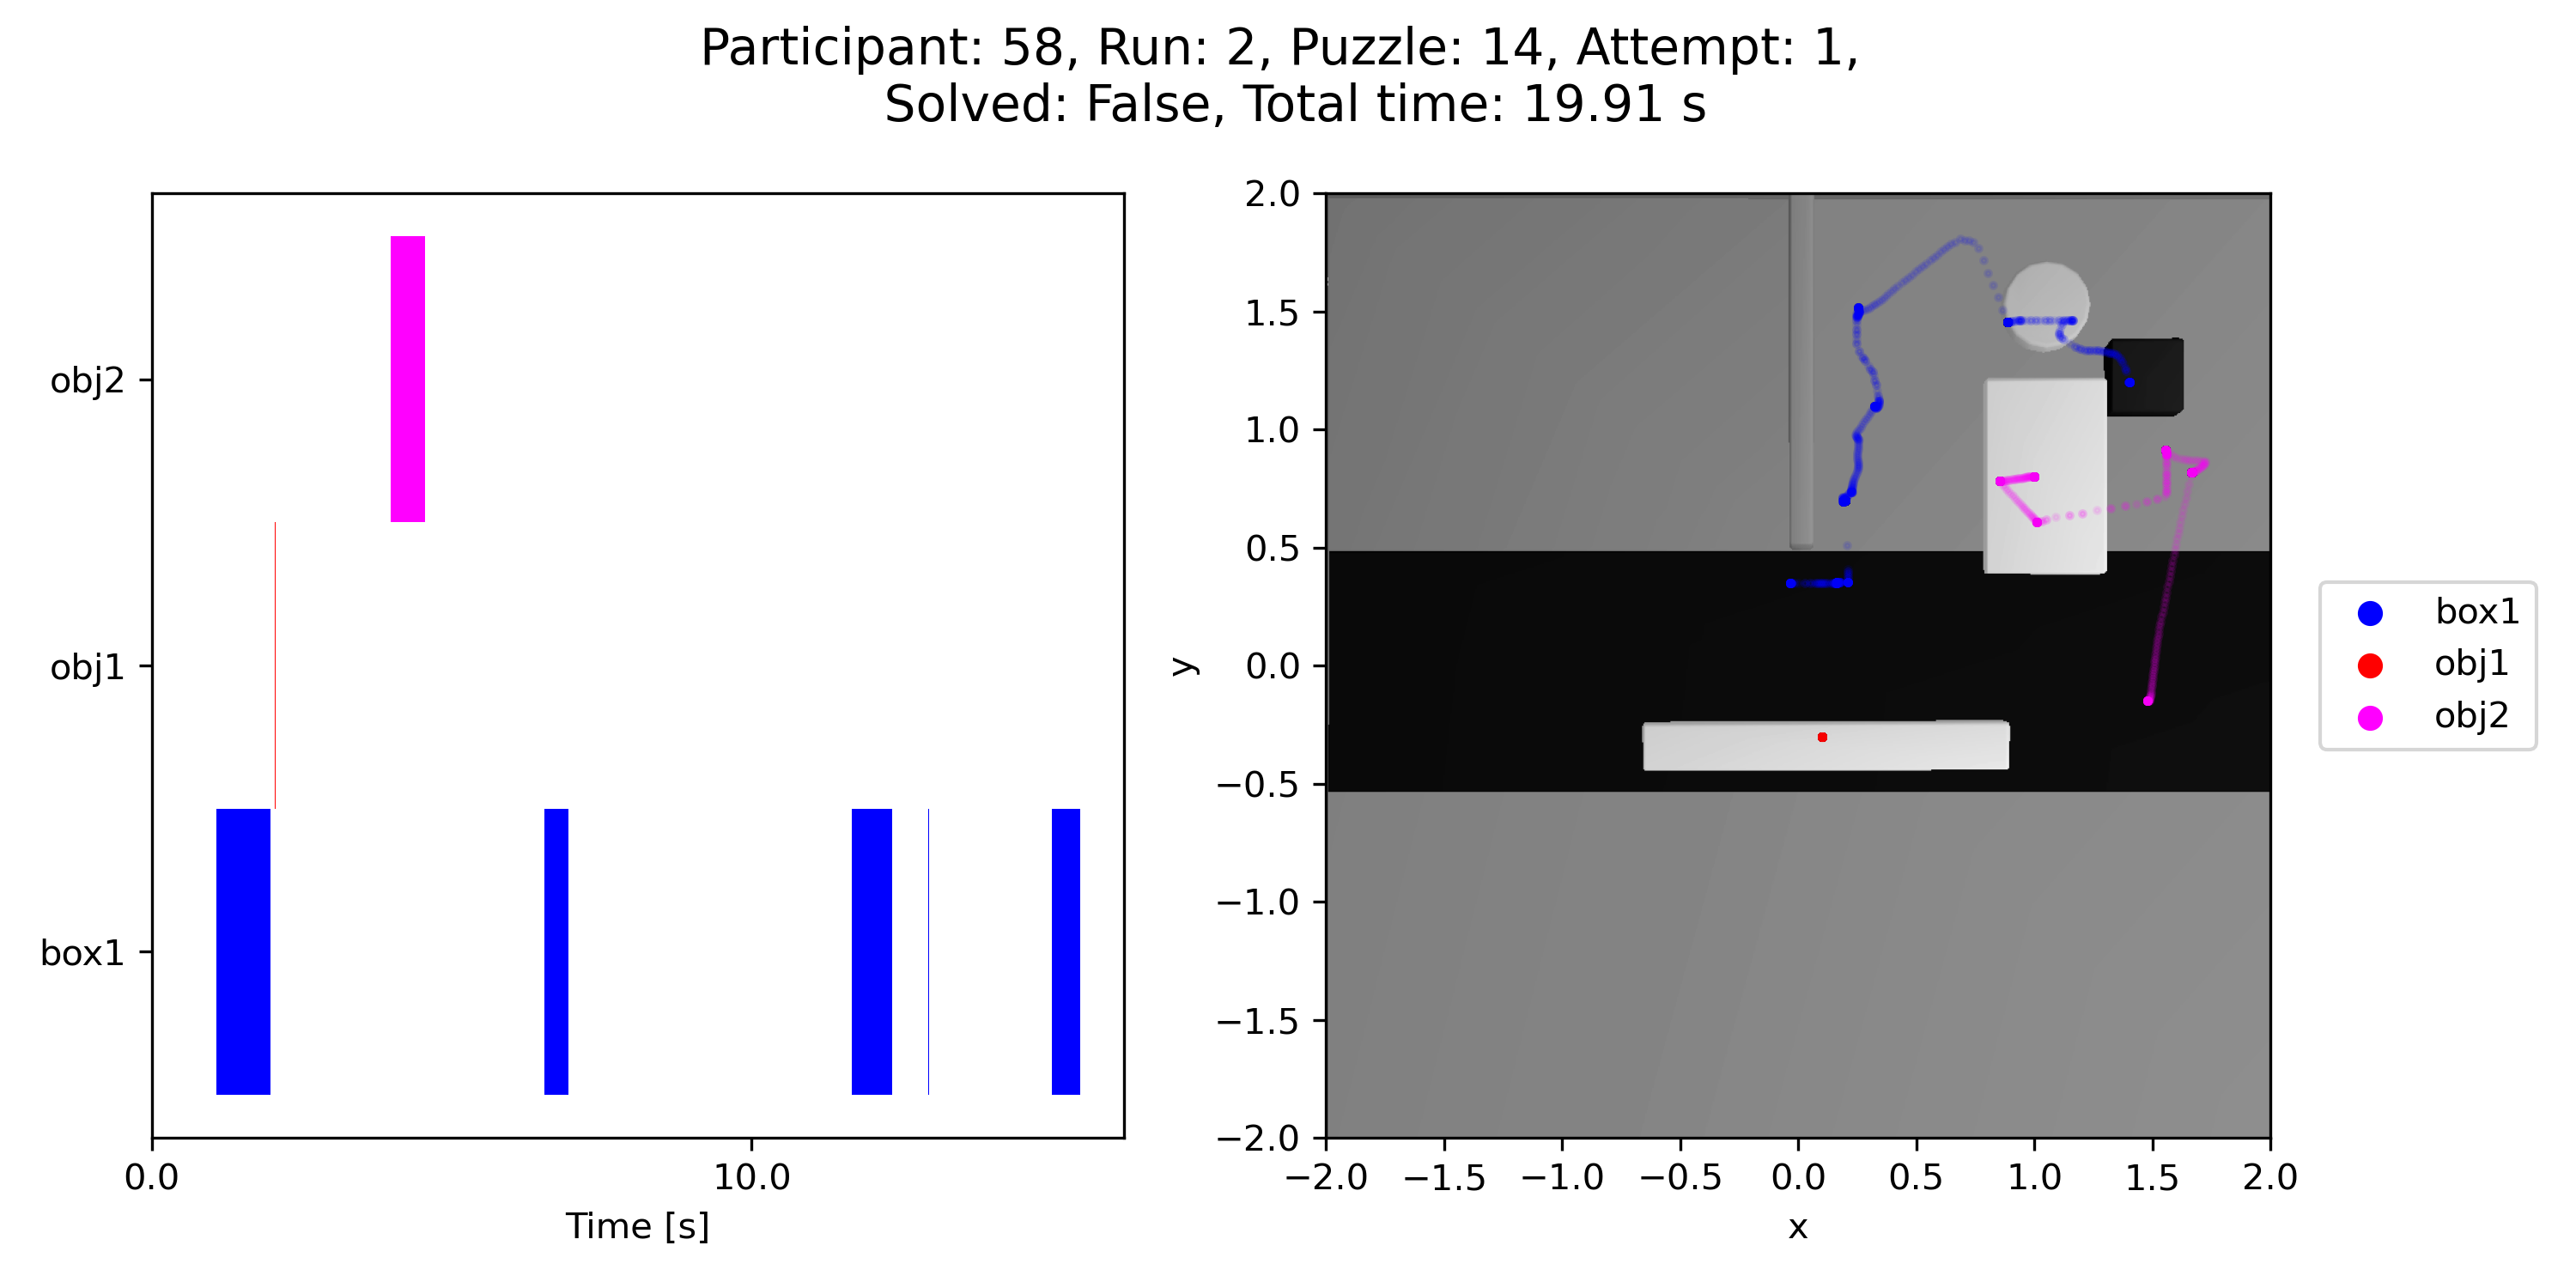 Participant: 58, Run: 2, Puzzle: 14, Attempt: 1,
Solved: False, Total time: 19.91 s
obj2
obj1
box1
0.0
10.0
Time [s]
y
2.0
1.5
1.0
0.5
0.0
−0.5
−1.0
−1.5
−2.0
−2.0
−1.5
−1.0
−0.5
0.0
0.5
1.0
1.5
2.0
x
box1
obj1
obj2